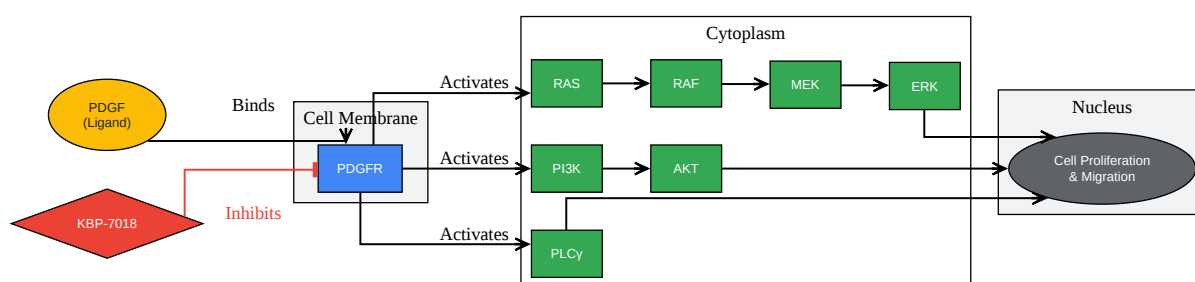 Cytoplasm
Activates
RAS
RAF
MEK
ERK
PDGF
(Ligand)
Binds
Cell Membrane
Nucleus
PDGFR
Activates
PI3K
AKT
Cell Proliferation
& Migration
KBP-7018
Inhibits
Activates
PLCγ